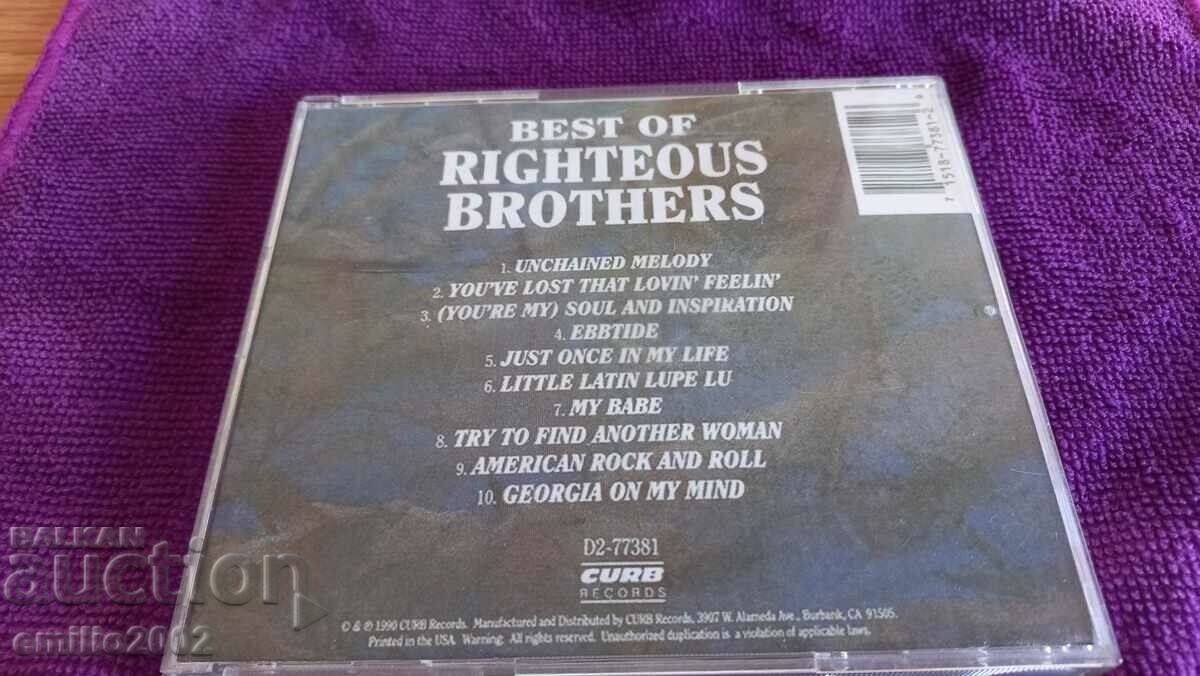 BEST OF
RIGHTEOUS
BROTHERS
1. UNCHAINED MELODY
2. YOU'VE LOST THAT LOVIN' FEELIN'
3. (YOU'RE MY) SOUL AND INSPIRATION
4. EBBTIDE
5. JUST ONCE IN MY LIFE
6. LITTLE LATIN LUPE LU
7. MY BABE
8. TRY TO FIND ANOTHER WOMAN
9. AMERICAN ROCK AND ROLL
10. GEORGIA ON MY MIND
D2-77381
CURB
RECORDS
© & ℗ 1990 CURB Records. Manufactured and Distributed by CURB Records, 3907 W. Alameda Ave., Burbank, CA 91505.
Printed in the USA. Warning: All rights reserved. Unauthorized duplication is a violation of applicable laws.
7 1518-77381-2 4
BALKAN
auction
emilio2002